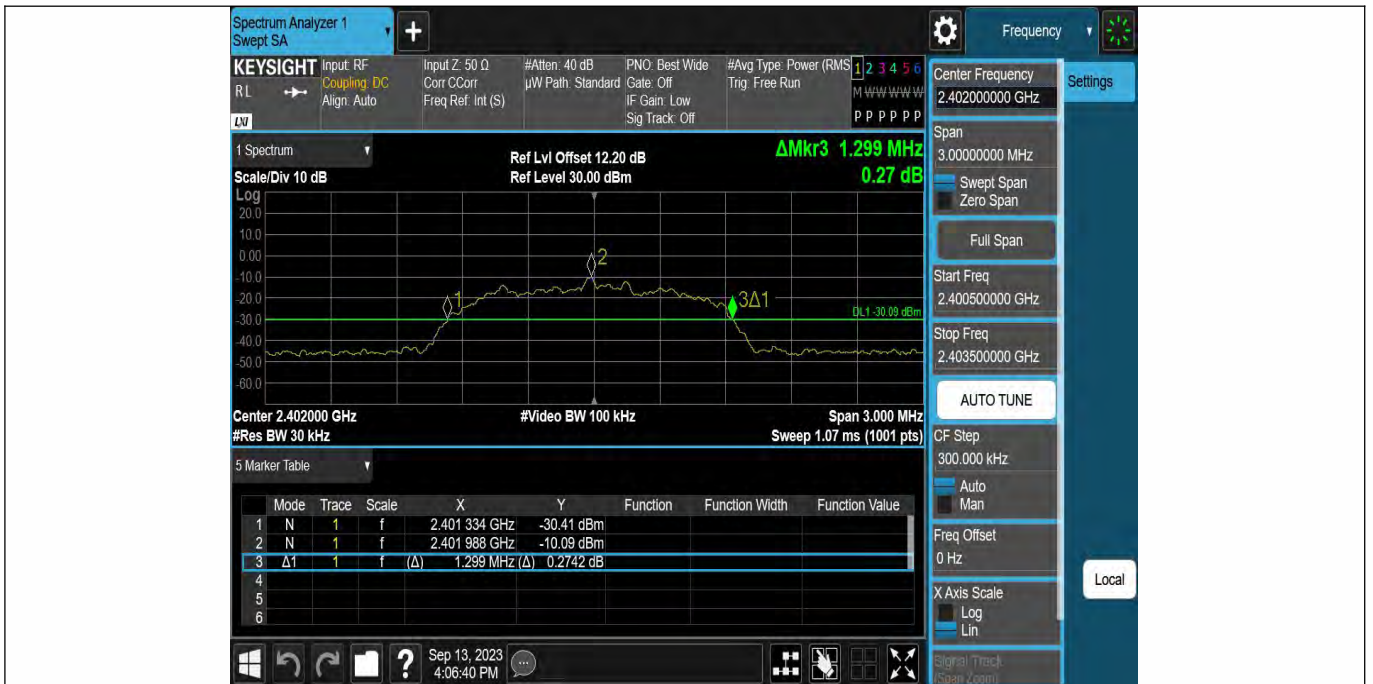 Spectrum Analyzer 1
Swept SA
+
Frequency
KEYSIGHT
RL
LXI
Input: RF
Coupling: DC
Align: Auto
Input Z: 50 Ω
Corr CCorr
Freq Ref: Int (S)
#Atten: 40 dB
µW Path: Standard
PNO: Best Wide
Gate: Off
IF Gain: Low
Sig Track: Off
#Avg Type: Power (RMS
Trig: Free Run
1 2 3 4 5 6
M W W W W W
P P P P P P
1 Spectrum
Scale/Div 10 dB
Ref Lvl Offset 12.20 dB
Ref Level 30.00 dBm
ΔMkr3 1.299 MHz
0.27 dB
Log
20.0
10.0
0.00
-10.0
-20.0
-30.0
-40.0
-50.0
-60.0
1
2
3Δ1
DL1 -30.09 dBm
Center 2.402000 GHz
#Video BW 100 kHz
Span 3.000 MHz
#Res BW 30 kHz
Sweep 1.07 ms (1001 pts)
5 Marker Table
Mode Trace Scale X Y Function Function Width Function Value
1 N 1 f 2.401 334 GHz -30.41 dBm
2 N 1 f 2.401 988 GHz -10.09 dBm
3 Δ1 1 f (Δ) 1.299 MHz (Δ) 0.2742 dB
4
5
6
?
Sep 13, 2023
4:06:40 PM
Center Frequency
2.402000000 GHz
Settings
Span
3.00000000 MHz
Swept Span
Zero Span
Full Span
Start Freq
2.400500000 GHz
Stop Freq
2.403500000 GHz
AUTO TUNE
CF Step
300.000 kHz
Auto
Man
Freq Offset
0 Hz
X Axis Scale
Log
Lin
Signal Track
(Span Zoom)
Local